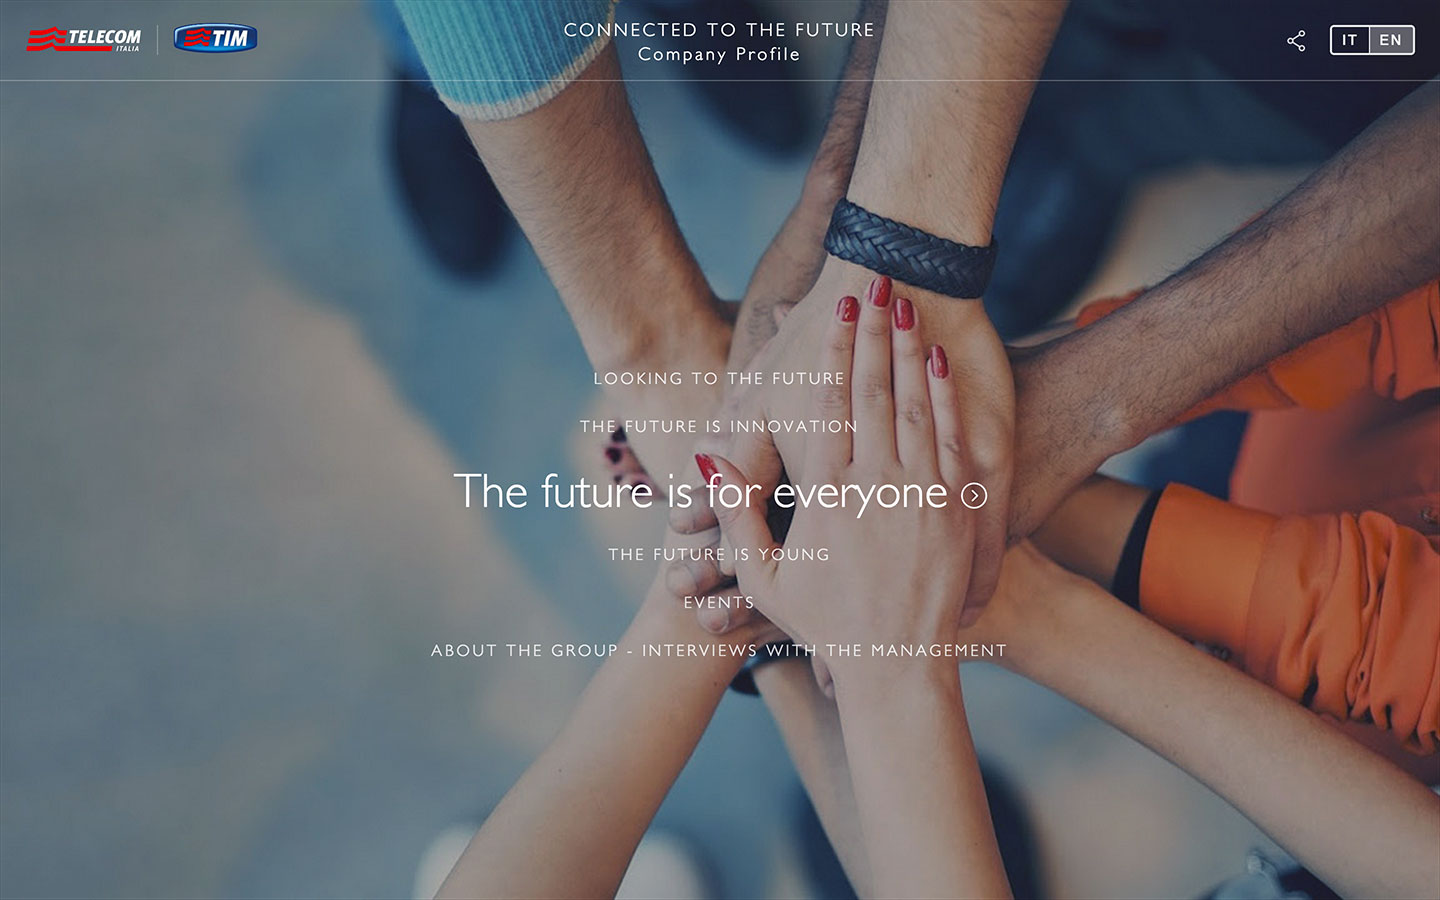 TELECOM
ITALIA
TIM
CONNECTED TO THE FUTURE
Company Profile
IT
EN
LOOKING TO THE FUTURE
THE FUTURE IS INNOVATION
The future is for everyone
THE FUTURE IS YOUNG
EVENTS
ABOUT THE GROUP - INTERVIEWS WITH THE MANAGEMENT